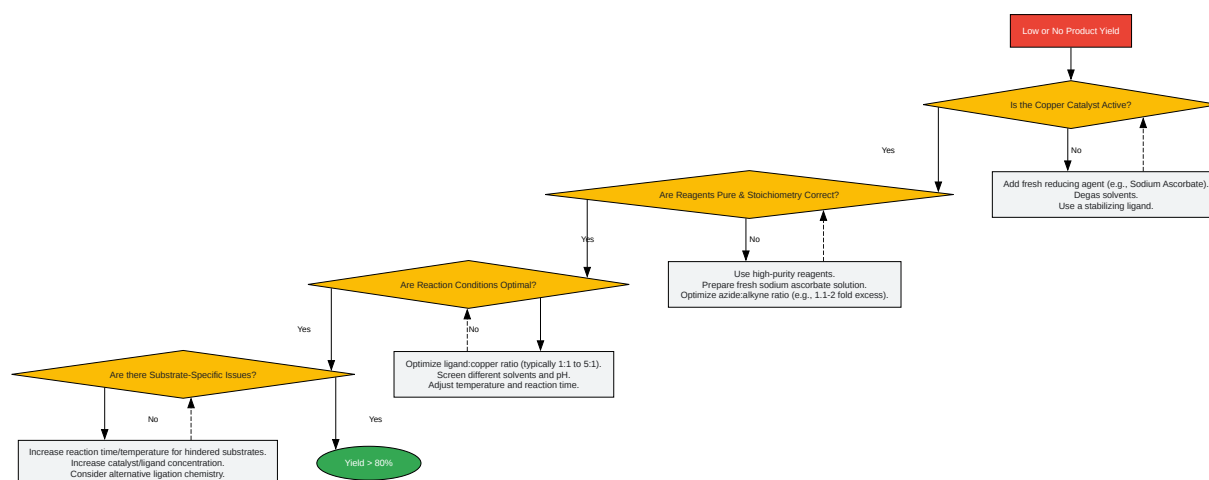 Low or No Product Yield
Is the Copper Catalyst Active?
Yes
No
Add fresh reducing agent (e.g., Sodium Ascorbate).
Degas solvents.
Use a stabilizing ligand.
Are Reagents Pure & Stoichiometry Correct?
Yes
No
Use high-purity reagents.
Prepare fresh sodium ascorbate solution.
Optimize azide:alkyne ratio (e.g., 1.1-2 fold excess).
Are Reaction Conditions Optimal?
Yes
No
Optimize ligand:copper ratio (typically 1:1 to 5:1).
Screen different solvents and pH.
Adjust temperature and reaction time.
Are there Substrate-Specific Issues?
No
Yes
Increase reaction time/temperature for hindered substrates.
Increase catalyst/ligand concentration.
Consider alternative ligation chemistry.
Yield > 80%